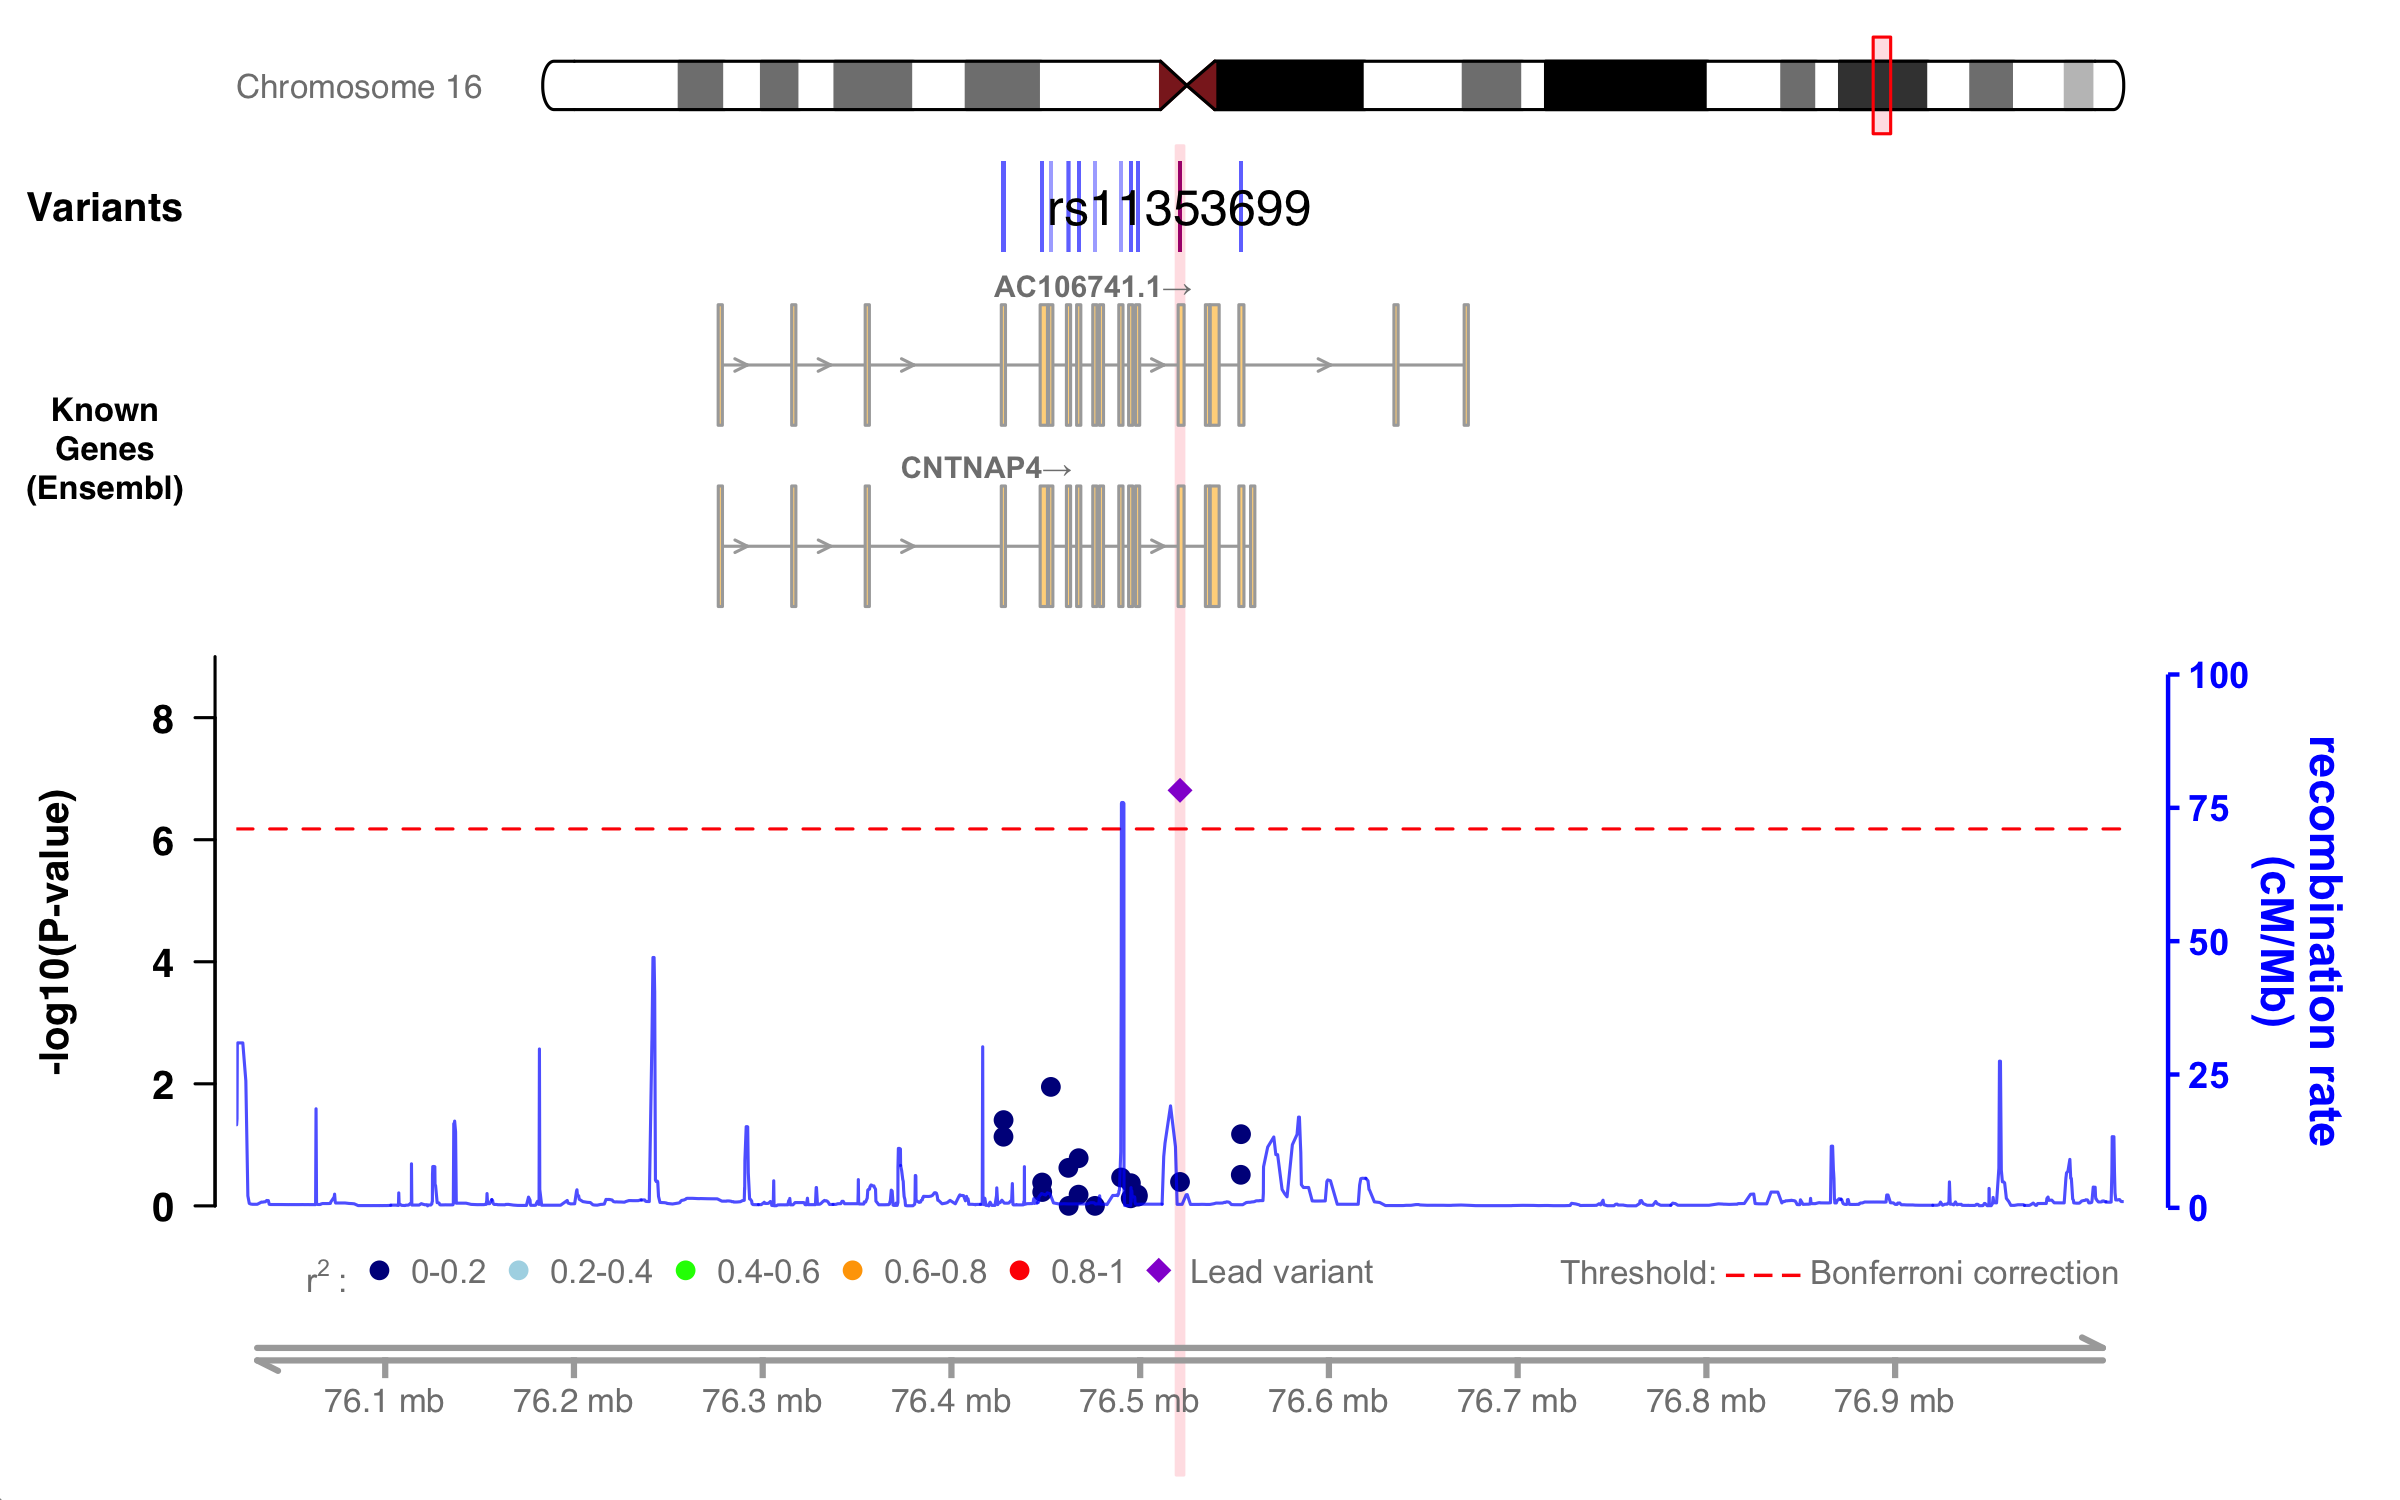 Chromosome 16
Variants
rs11353699
AC106741.1→
Known
Genes
(Ensembl)
CNTNAP4→
-log10(P-value)
8
6
4
2
0
100
75
50
25
0
recombination rate
(cM/Mb)
r² : 0-0.2 0.2-0.4 0.4-0.6 0.6-0.8 0.8-1 Lead variant Threshold: Bonferroni correction
76.1 mb 76.2 mb 76.3 mb 76.4 mb 76.5 mb 76.6 mb 76.7 mb 76.8 mb 76.9 mb